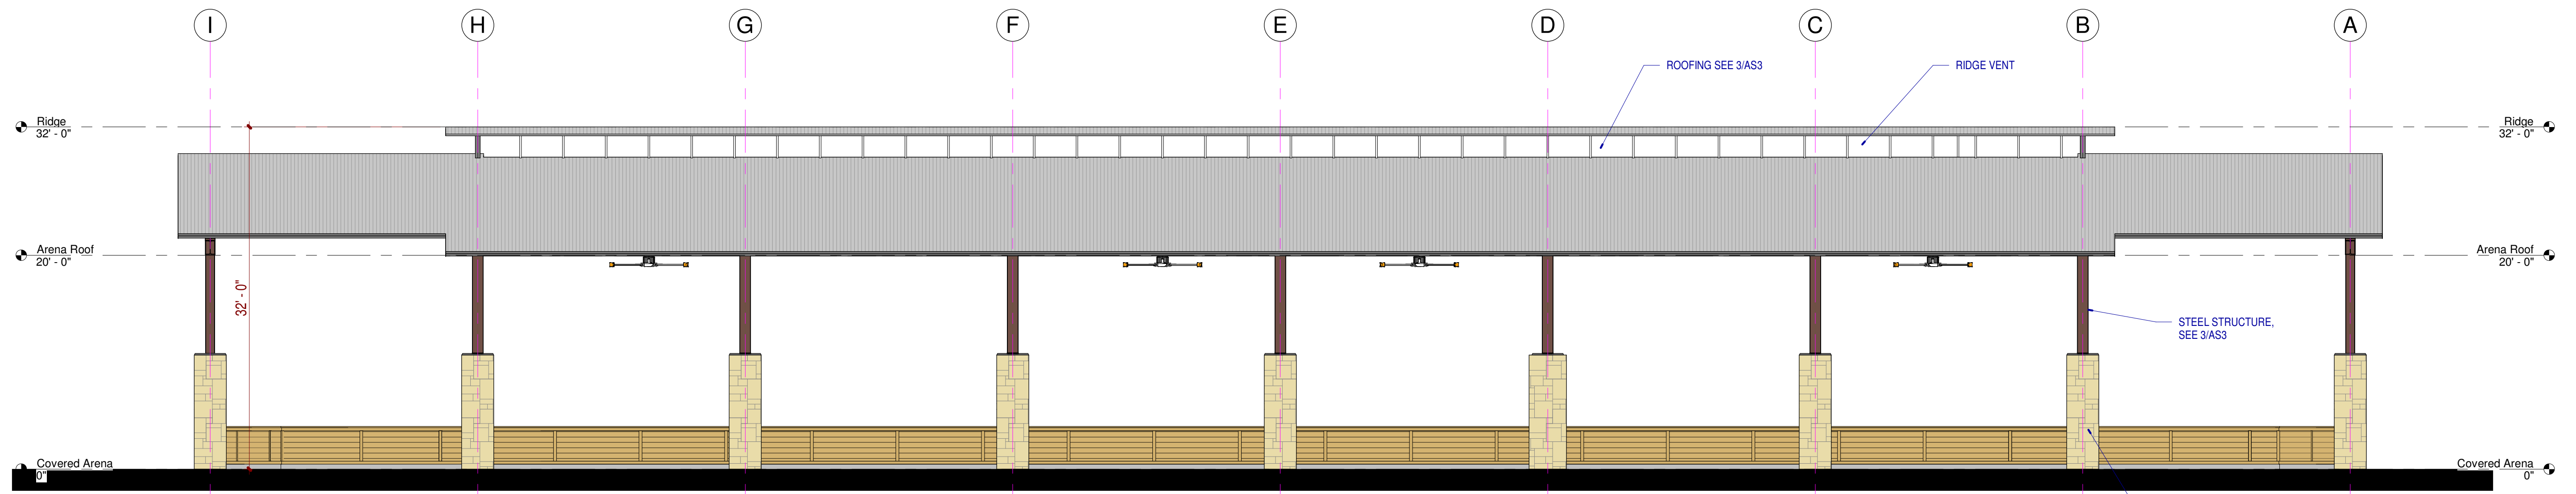 I
H
G
F
E
D
C
B
A
ROOFING SEE 3/AS3
RIDGE VENT
Ridge
32' - 0"
Ridge
32' - 0"
Arena Roof
20' - 0"
Arena Roof
20' - 0"
32' - 0"
STEEL STRUCTURE,
SEE 3/AS3
Covered Arena
0"
Covered Arena
0"